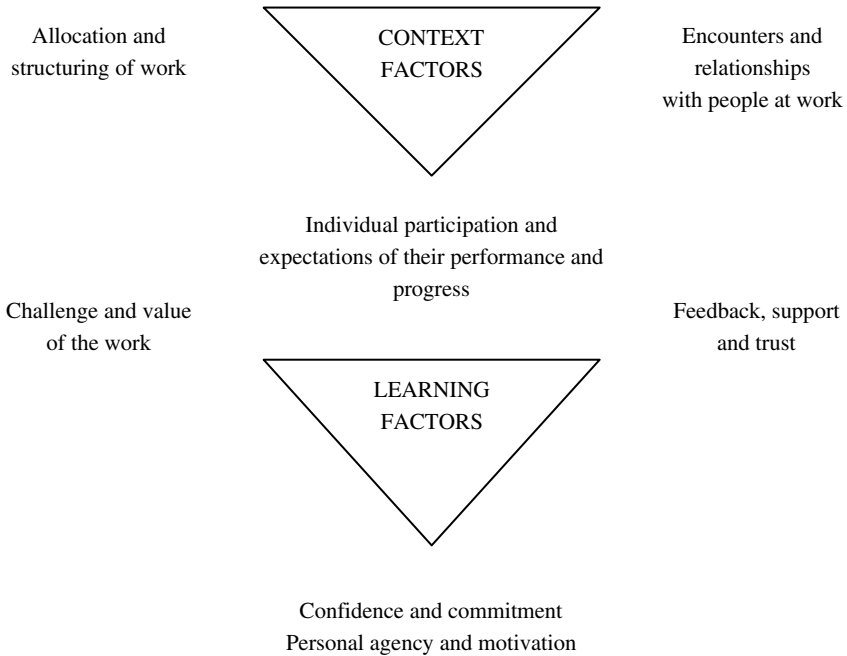 Allocation and
structuring of work
CONTEXT
FACTORS
Encounters and
relationships
with people at work
Individual participation and
expectations of their performance and
progress
Challenge and value
of the work
Feedback, support
and trust
LEARNING
FACTORS
Confidence and commitment
Personal agency and motivation